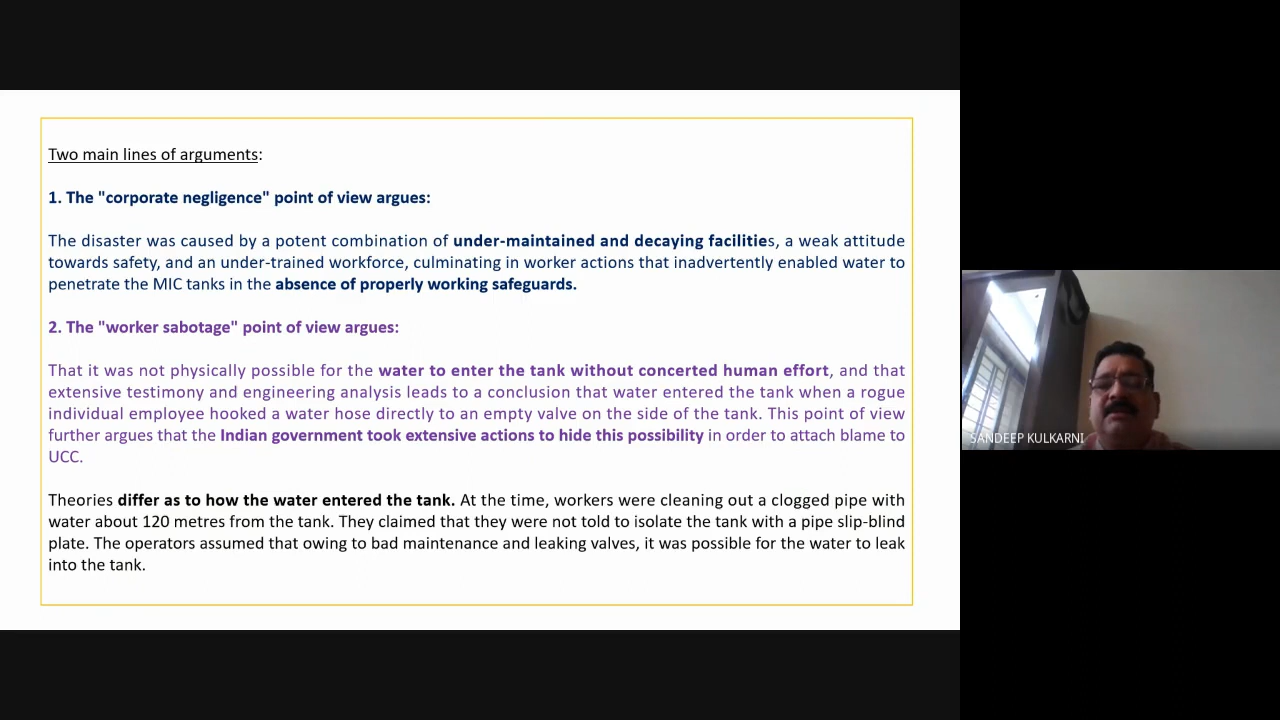 Two main lines of arguments:
1. The "corporate negligence" point of view argues:
The disaster was caused by a potent combination of under-maintained and decaying facilities, a weak attitude
towards safety, and an under-trained workforce, culminating in worker actions that inadvertently enabled water to
penetrate the MIC tanks in the absence of properly working safeguards.
2. The "worker sabotage" point of view argues:
That it was not physically possible for the water to enter the tank without concerted human effort, and that
extensive testimony and engineering analysis leads to a conclusion that water entered the tank when a rogue
individual employee hooked a water hose directly to an empty valve on the side of the tank. This point of view
further argues that the Indian government took extensive actions to hide this possibility in order to attach blame to
UCC.
Theories differ as to how the water entered the tank. At the time, workers were cleaning out a clogged pipe with
water about 120 metres from the tank. They claimed that they were not told to isolate the tank with a pipe slip-blind
plate. The operators assumed that owing to bad maintenance and leaking valves, it was possible for the water to leak
into the tank.
SANDEEP KULKARNI